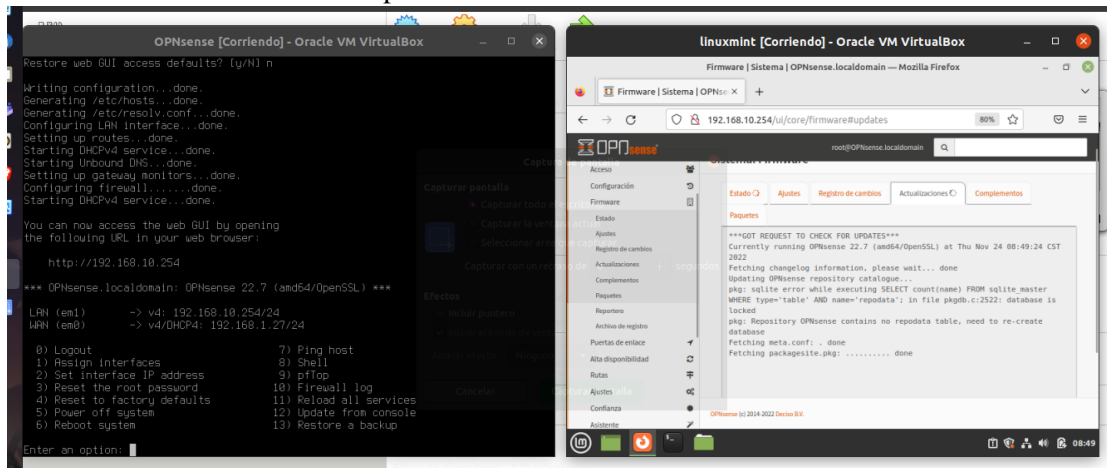 OPNsense [Corriendo] - Oracle VM VirtualBox
Restore web GUI access defaults? [y/N] n
Writing configuration...done.
Generating /etc/hosts...done.
Generating /etc/resolv.conf...done.
Configuring LAN interface...done.
Setting up routes...done.
Starting DHCPv4 service...done.
Starting Unbound DNS...done.
Setting up gateway monitors...done.
Configuring firewall.......done.
Starting DHCPv4 service...done.
You can now access the web GUI by opening
the following URL in your web browser:
http://192.168.10.254
*** OPNsense.localdomain: OPNsense 22.7 (amd64/OpenSSL) ***
LAN (em1) -> v4: 192.168.10.254/24
WAN (em0) -> v4/DHCP4: 192.168.1.27/24
0) Logout 7) Ping host
1) Assign interfaces 8) Shell
2) Set interface IP address 9) pfTop
3) Reset the root password 10) Firewall log
4) Reset to factory defaults 11) Reload all services
5) Power off system 12) Update from console
6) Reboot system 13) Restore a backup
Enter an option:
Capturar pantalla
Efectos
Cancelar
linuxmint [Corriendo] - Oracle VM VirtualBox
Firmware | Sistema | OPNsense.localdomain — Mozilla Firefox
Firmware | Sistema | OPNse
192.168.10.254/ui/core/firmware#updates 80%
OPNsense
root@OPNsense.localdomain
Acceso
Configuración
Firmware
Estado
Ajustes
Registro de cambios
Actualizaciones
Complementos
Paquetes
Reportero
Archivo de registro
Puertas de enlace
Alta disponibilidad
Rutas
Ajustes
Confianza
Asistente
Sistema: Firmware
Estado Ajustes Registro de cambios Actualizaciones Complementos
Paquetes
***GOT REQUEST TO CHECK FOR UPDATES***
Currently running OPNsense 22.7 (amd64/OpenSSL) at Thu Nov 24 08:49:24 CST
2022
Fetching changelog information, please wait... done
Updating OPNsense repository catalogue...
pkg: sqlite error while executing SELECT count(name) FROM sqlite_master
WHERE type='table' AND name='repodata'; in file pkgdb.c:2522: database is
locked
pkg: Repository OPNsense contains no repodata table, need to re-create
database
Fetching meta.conf: . done
Fetching packagesite.pkg: .......... done
OPNsense (c) 2014-2022 Deciso B.V.
08:49